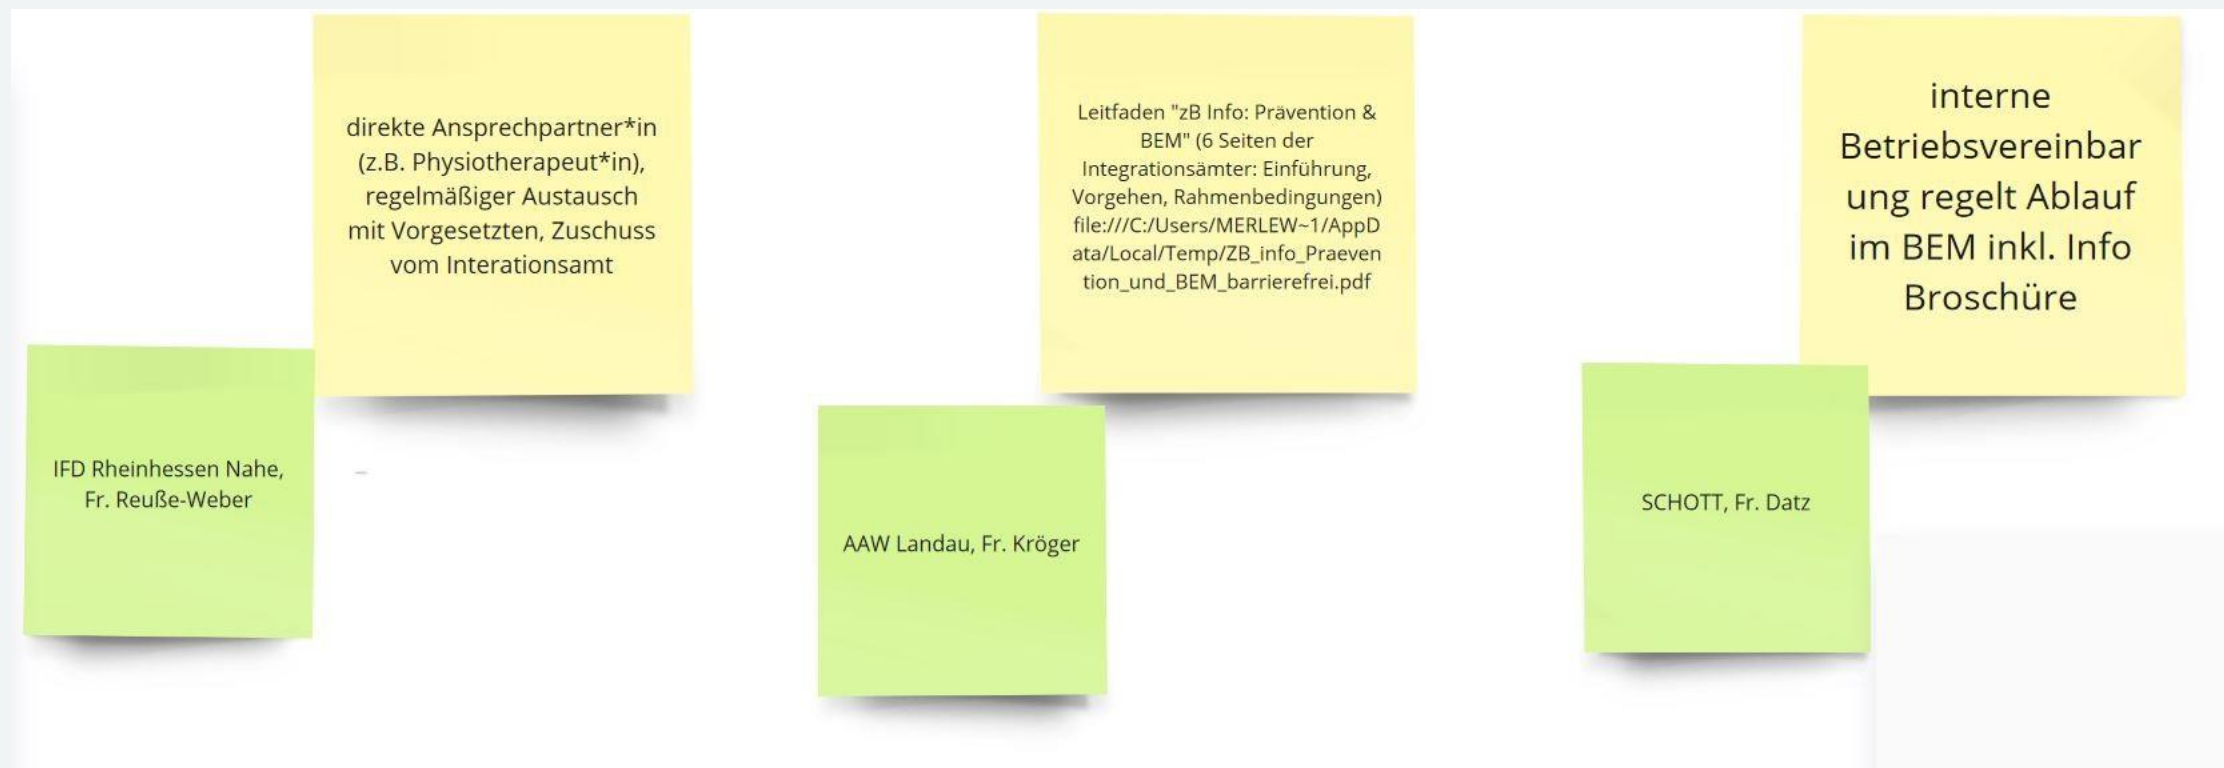 direkte Ansprechpartner*in
(z.B. Physiotherapeut*in),
regelmäßiger Austausch
mit Vorgesetzten, Zuschuss
vom Interationsamt
IFD Rheinhessen Nahe,
Fr. Reuße-Weber
Leitfaden "zB Info: Prävention &
BEM" (6 Seiten der
Integrationsämter: Einführung,
Vorgehen, Rahmenbedingungen)
file:///C:/Users/MERLEW~1/AppD
ata/Local/Temp/ZB_info_Praeven
tion_und_BEM_barrierefrei.pdf
AAW Landau, Fr. Kröger
interne
Betriebsvereinbar
ung regelt Ablauf
im BEM inkl. Info
Broschüre
SCHOTT, Fr. Datz